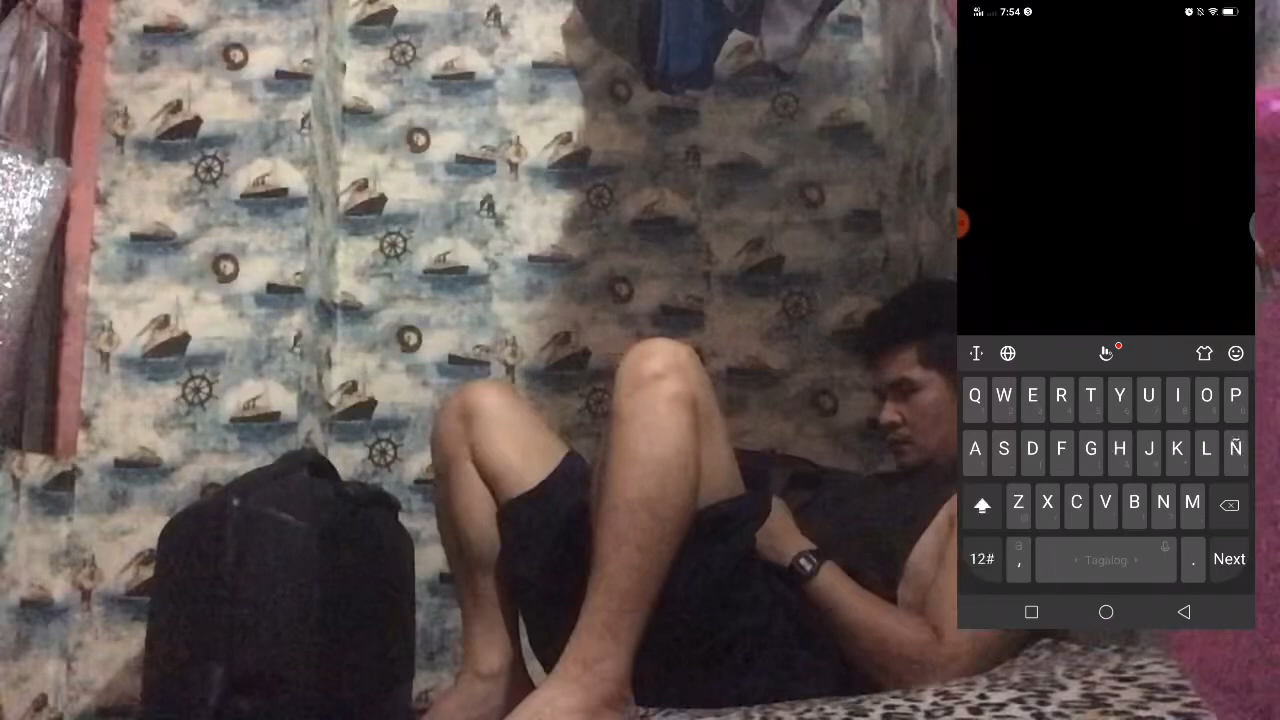 7:54
Q W E R T Y U I O P
A S D F G H J K L Ñ
Z X C V B N M
12# , Tagalog . Next